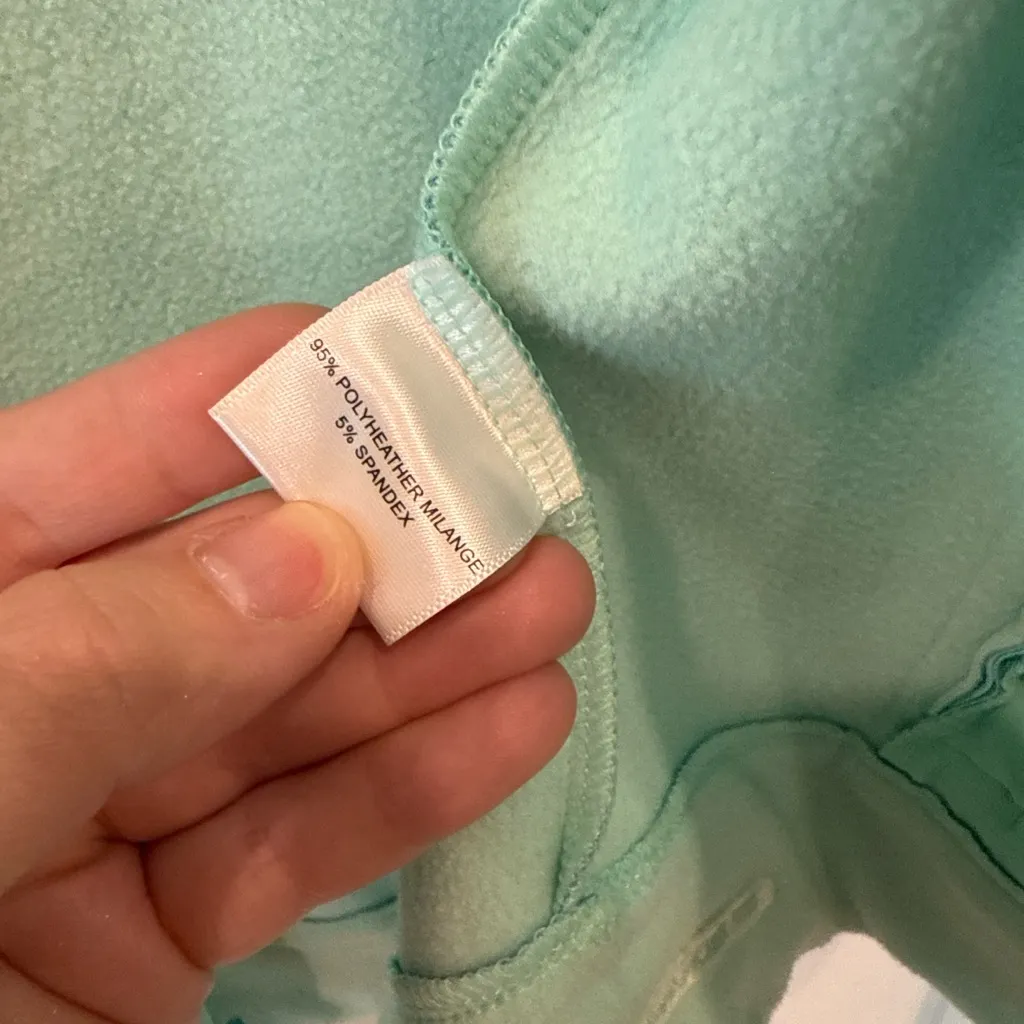 95% POLYHEATHER MILANGE
5% SPANDEX